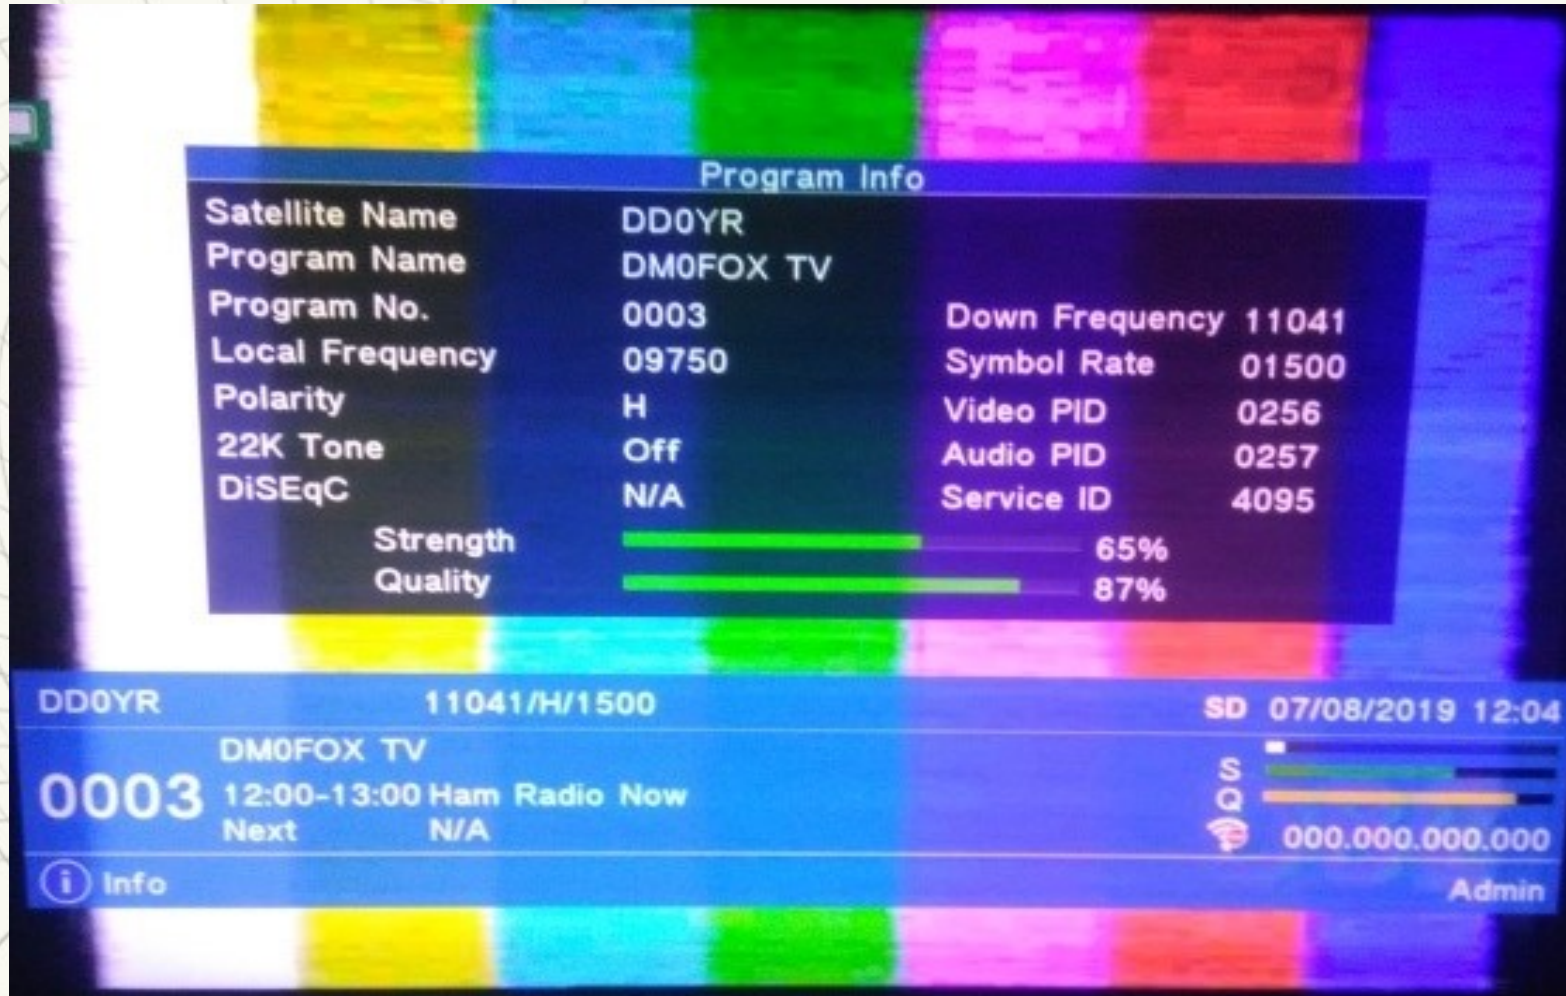 Program Info
Satellite Name DD0YR
Program Name DM0FOX TV
Program No. 0003 Down Frequency 11041
Local Frequency 09750 Symbol Rate 01500
Polarity H Video PID 0256
22K Tone Off Audio PID 0257
DiSEqC N/A Service ID 4095
Strength 65%
Quality 87%
DD0YR 11041/H/1500 SD 07/08/2019 12:04
DM0FOX TV
0003 12:00-13:00 Ham Radio Now
Next N/A
S
Q
000.000.000.000
i Info Admin